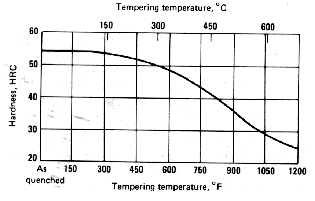 Tempering temperature, °C
150 300 450 600
60
50
40
30
20
Hardness, HRC
As 150 300 450 600 750 900 1050 1200
quenched
Tempering temperature, °F